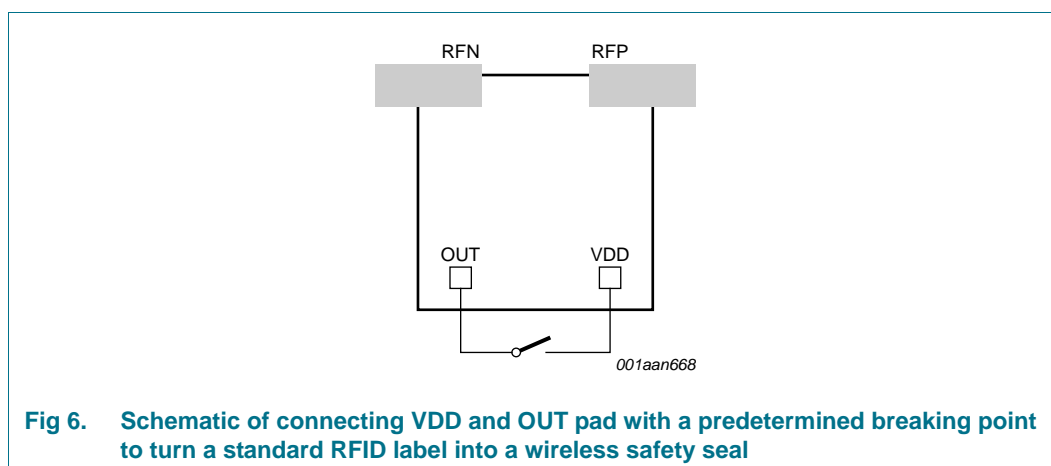 RFN RFP
OUT VDD
001aan668
Fig 6. Schematic of connecting VDD and OUT pad with a predetermined breaking point
to turn a standard RFID label into a wireless safety seal